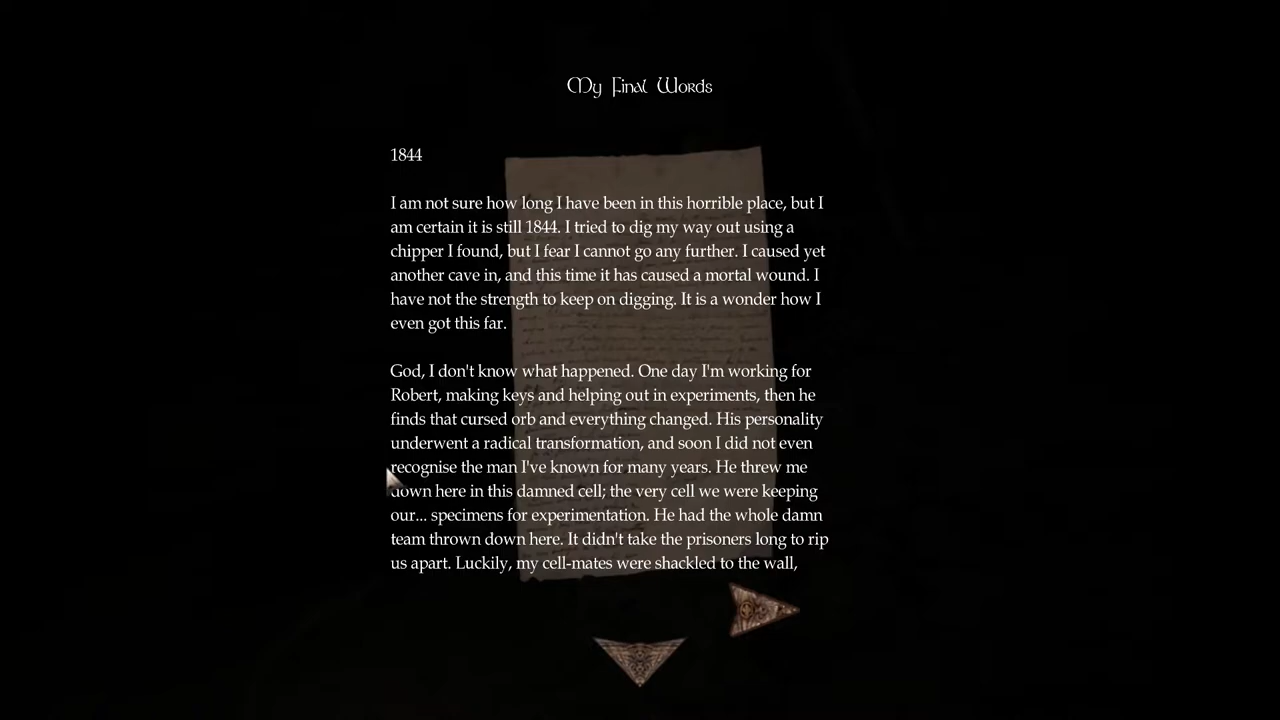 My Final Words
1844
I am not sure how long I have been in this horrible place, but I
am certain it is still 1844. I tried to dig my way out using a
chipper I found, but I fear I cannot go any further. I caused yet
another cave in, and this time it has caused a mortal wound. I
have not the strength to keep on digging. It is a wonder how I
even got this far.
God, I don't know what happened. One day I'm working for
Robert, making keys and helping out in experiments, then he
finds that cursed orb and everything changed. His personality
underwent a radical transformation, and soon I did not even
recognise the man I've known for many years. He threw me
down here in this damned cell; the very cell we were keeping
our... specimens for experimentation. He had the whole damn
team thrown down here. It didn't take the prisoners long to rip
us apart. Luckily, my cell-mates were shackled to the wall,